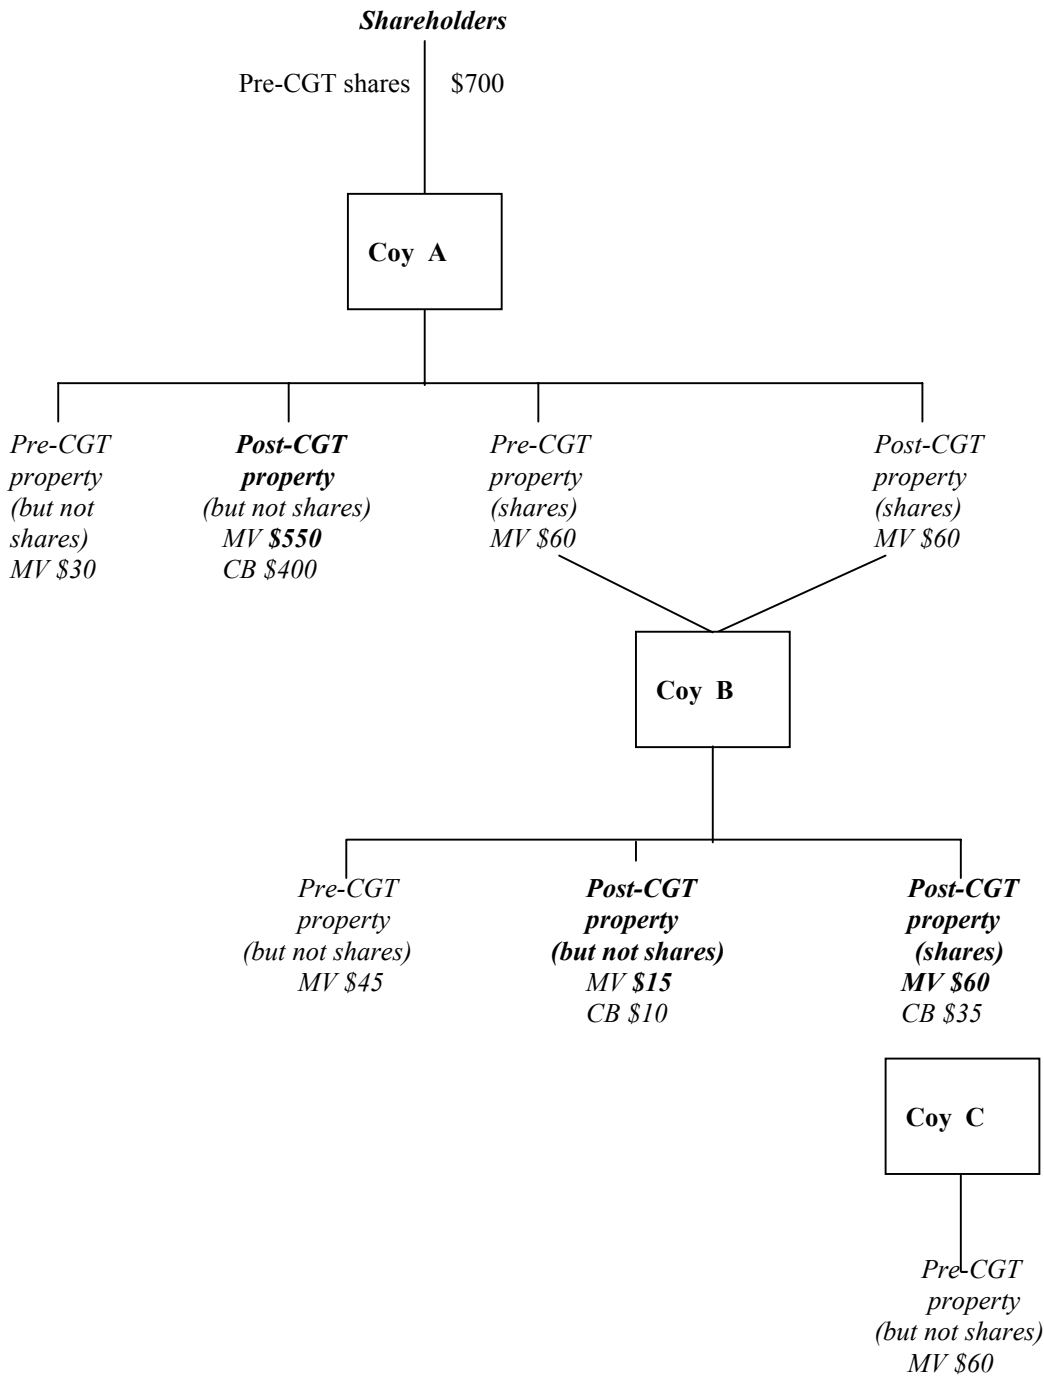 Shareholders
Pre-CGT shares $700
Coy A
Pre-CGT
property
(but not
shares)
MV $30
Post-CGT
property
(but not shares)
MV $550
CB $400
Pre-CGT
property
(shares)
MV $60
Post-CGT
property
(shares)
MV $60
Coy B
Pre-CGT
property
(but not shares)
MV $45
Post-CGT
property
(but not shares)
MV $15
CB $10
Post-CGT
property
(shares)
MV $60
CB $35
Coy C
Pre-CGT
property
(but not shares)
MV $60